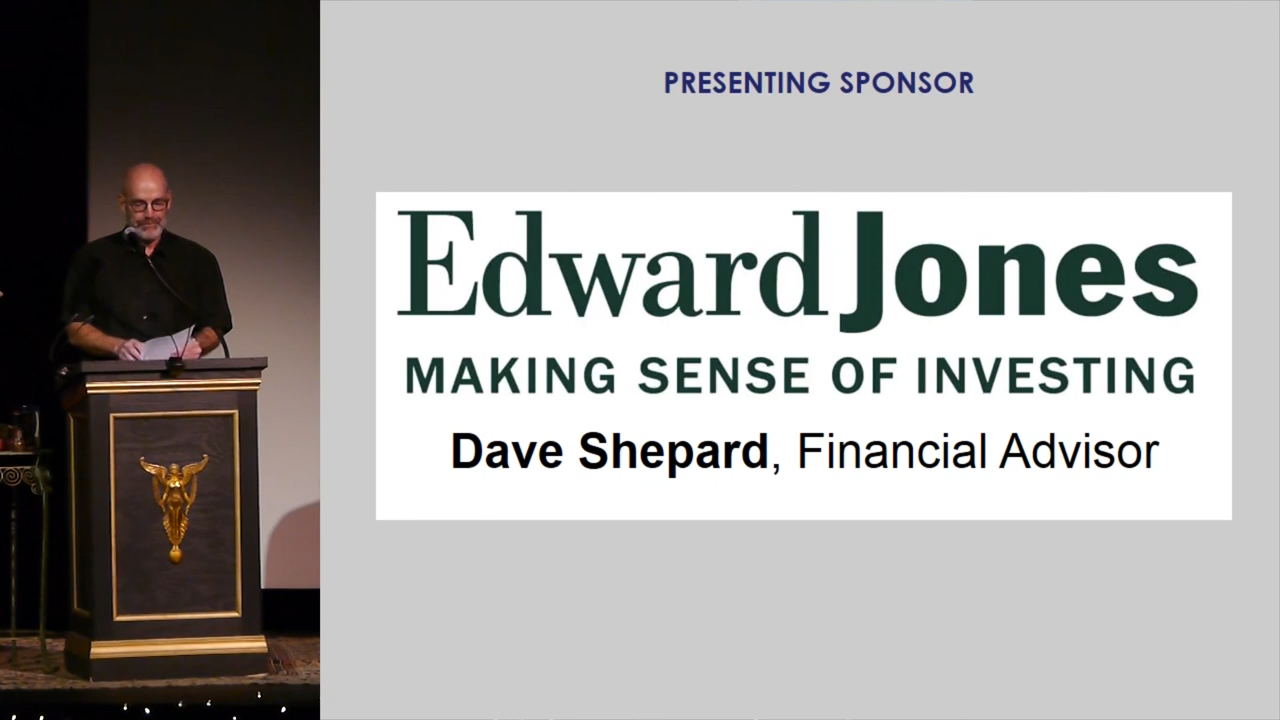 PRESENTING SPONSOR
Edward Jones
MAKING SENSE OF INVESTING
Dave Shepard, Financial Advisor